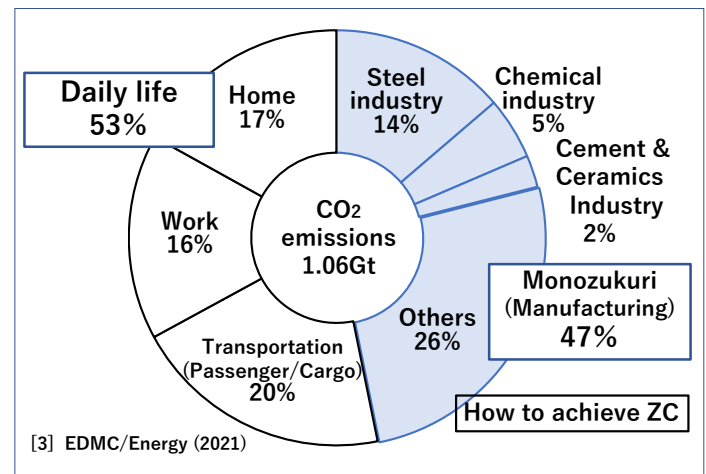 Daily life
53%
Home
17%
Steel
industry
14%
Chemical
industry
5%
Cement &
Ceramics
Industry
2%
Work
16%
CO2
emissions
1.06Gt
Monozukuri
(Manufacturing)
47%
Others
26%
Transportation
(Passenger/Cargo)
20%
How to achieve ZC
[3] EDMC/Energy (2021)